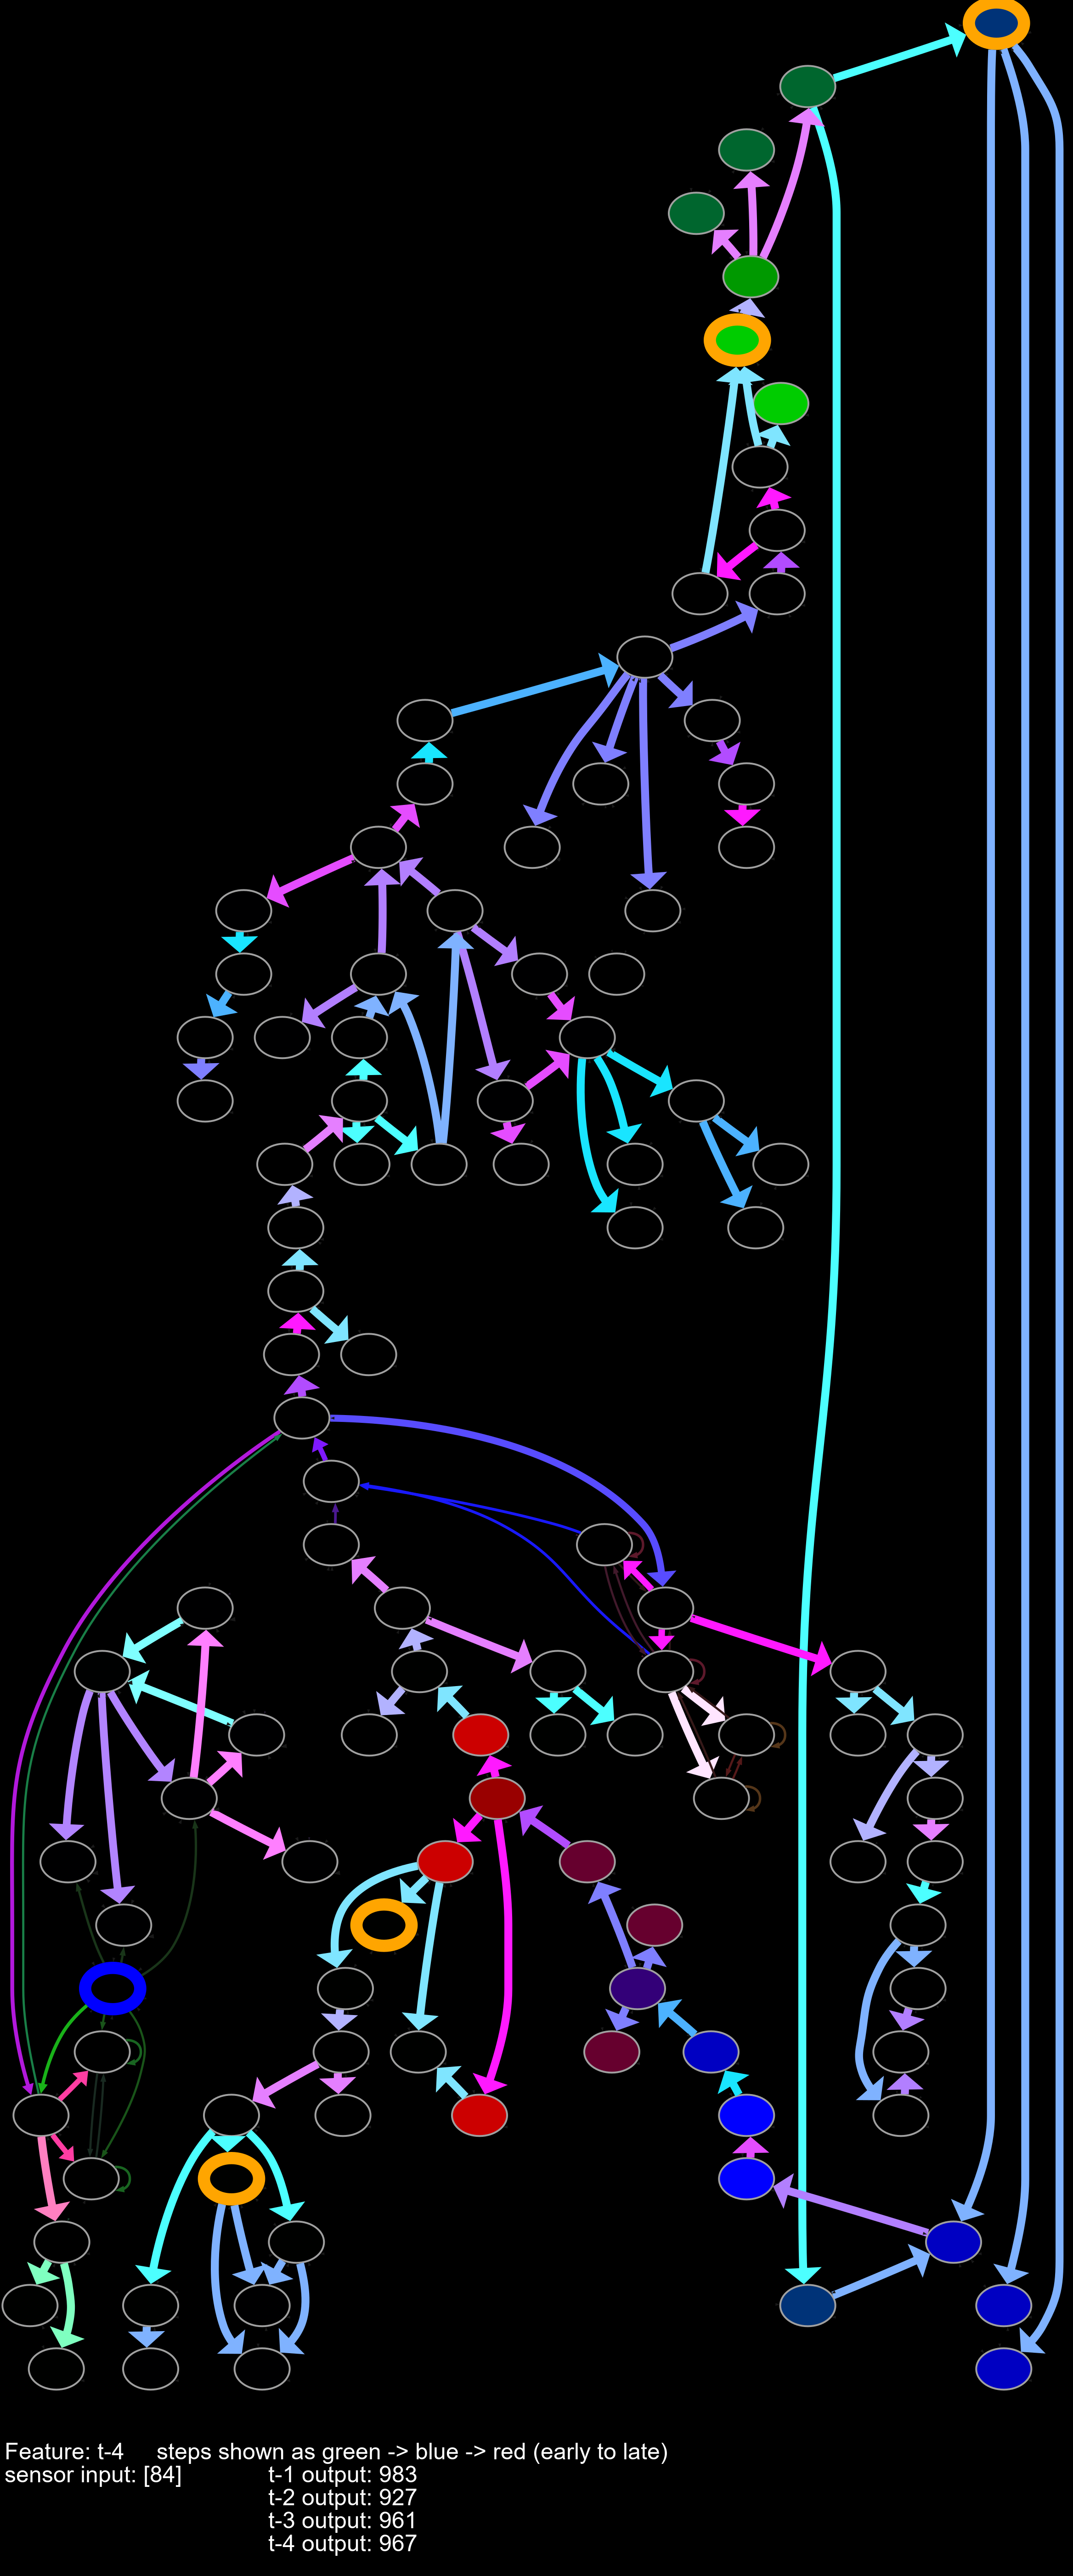 Feature: t-4     steps shown as green -> blue -> red (early to late)
sensor input: [84]     t-1 output: 983
t-2 output: 927
t-3 output: 961
t-4 output: 967